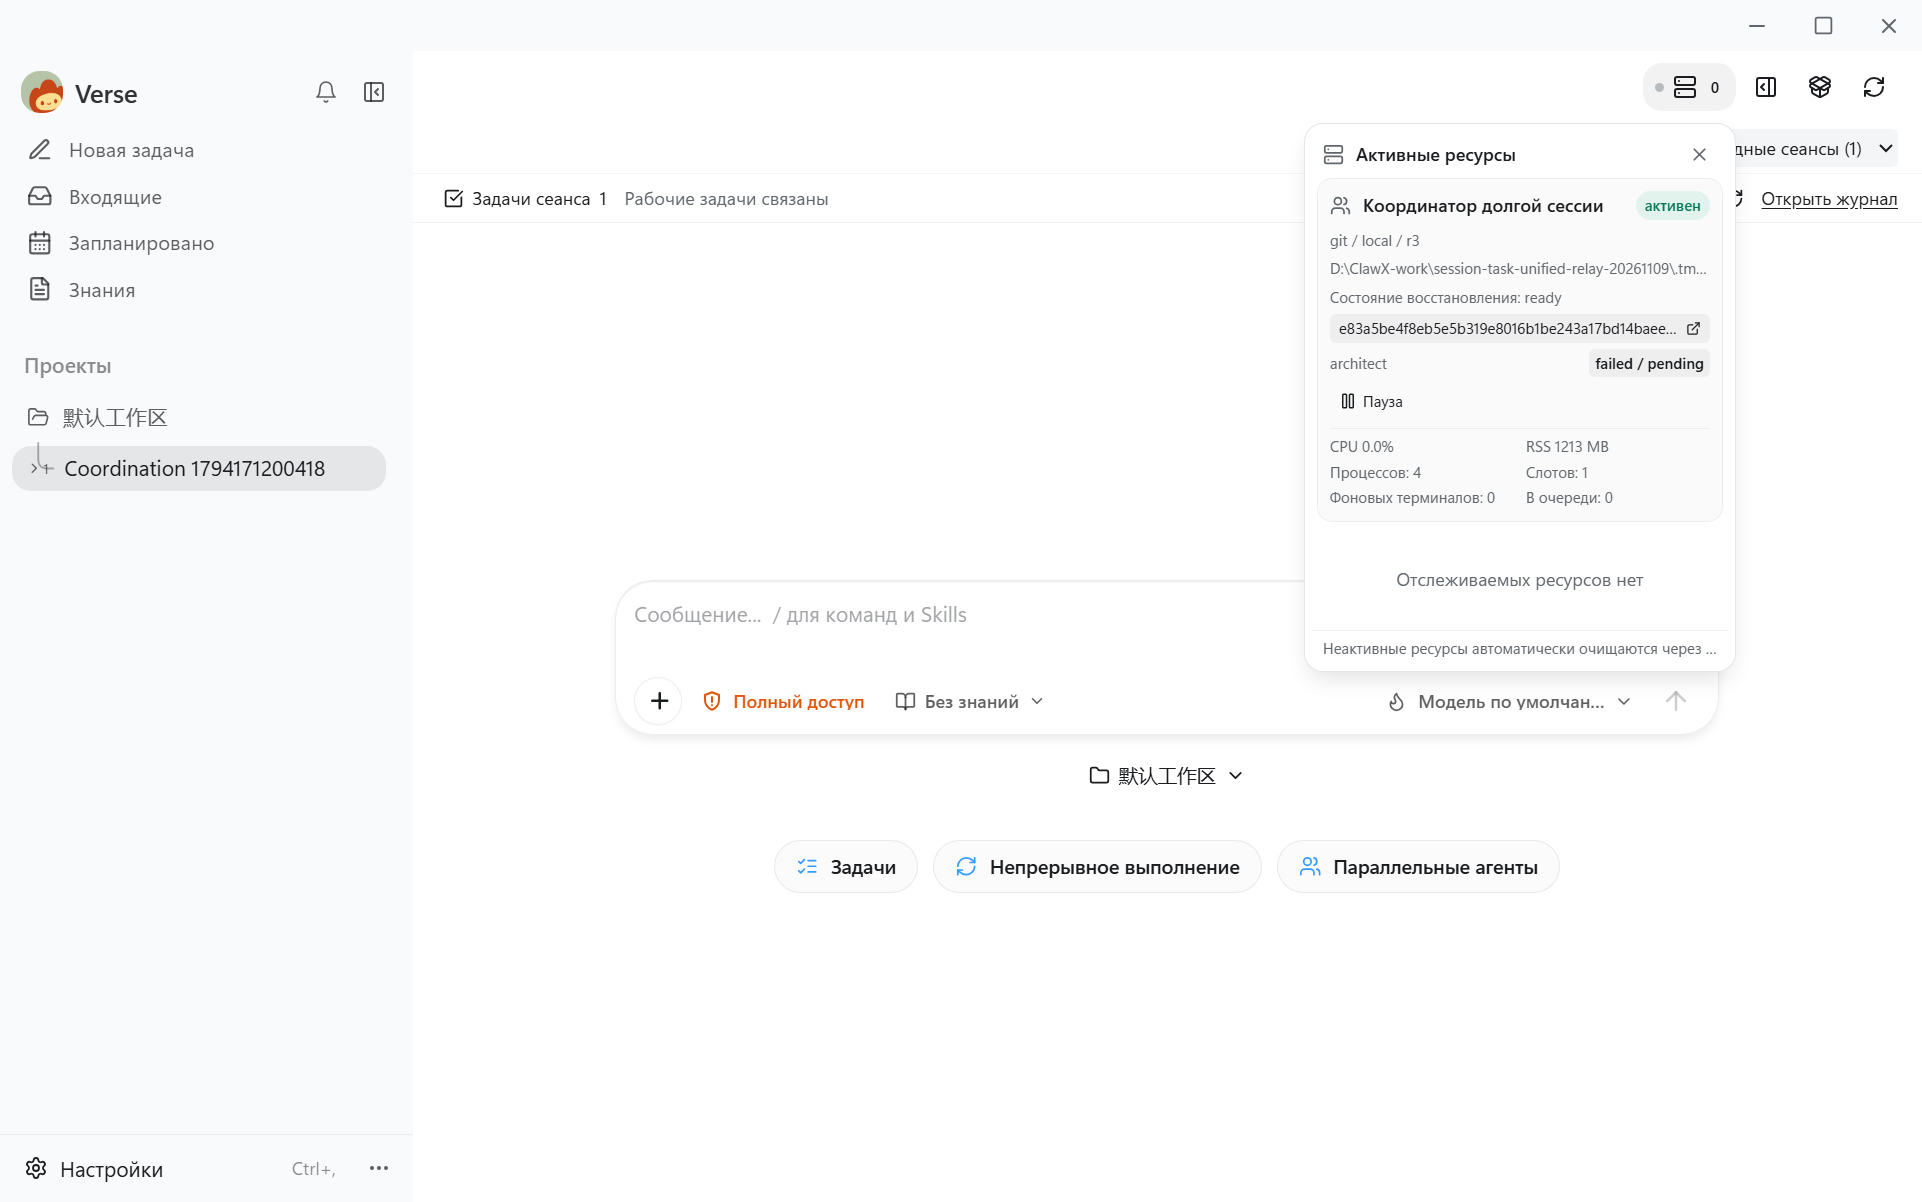 Verse
Новая задача
Входящие
Запланировано
Знания
Проекты
默认工作区
1
Coordination 1794171200418
Настройки
Ctrl+,
0
дные сеансы (1)
Задачи сеанса 1
Рабочие задачи связаны
Открыть журнал
Активные ресурсы
Координатор долгой сессии
активен
git / local / r3
D:\ClawX-work\session-task-unified-relay-20261109\.tm...
Состояние восстановления: ready
e83a5be4f8eb5e5b319e8016b1be243a17bd14baee...
architect
failed / pending
Пауза
CPU 0.0%
RSS 1213 MB
Процессов: 4
Слотов: 1
Фоновых терминалов: 0
В очереди: 0
Отслеживаемых ресурсов нет
Неактивные ресурсы автоматически очищаются через ...
Сообщение... / для команд и Skills
Полный доступ
Без знаний
Модель по умолчан...
默认工作区
Задачи
Непрерывное выполнение
Параллельные агенты